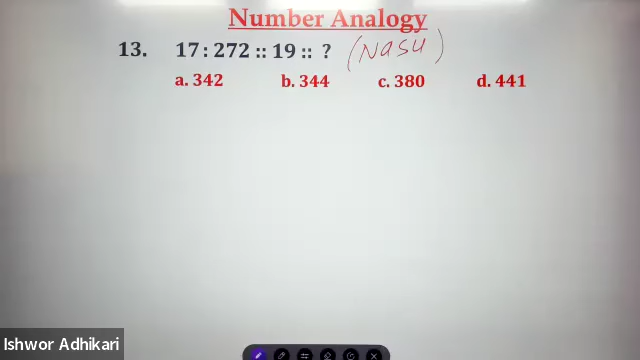 Number Analogy
13. 17 : 272 :: 19 :: ? (Nasu)
a. 342 b. 344 c. 380 d. 441
Ishwor Adhikari